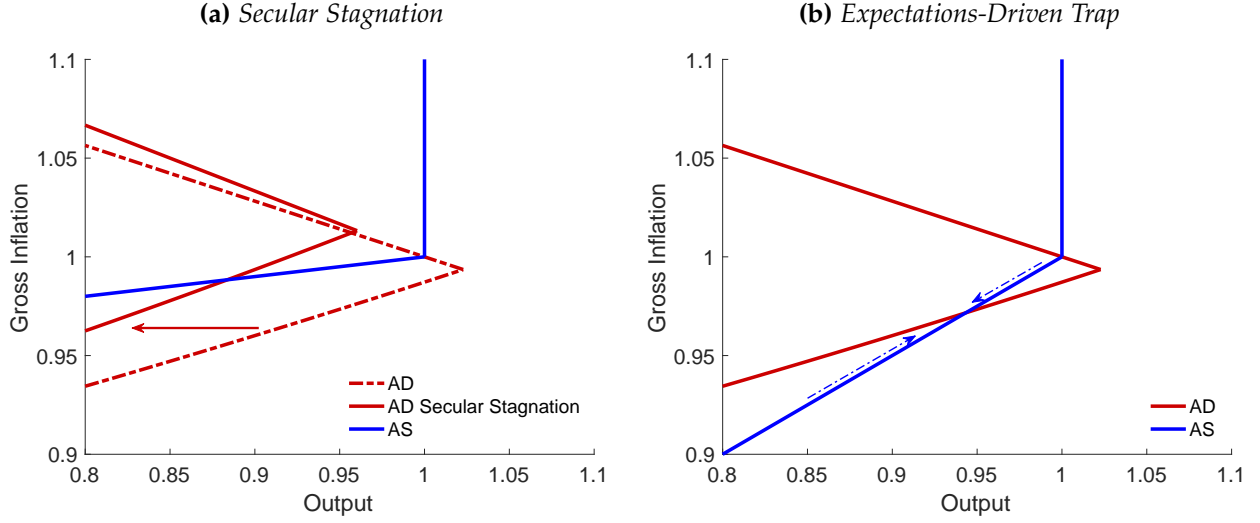 (a) Secular Stagnation
1.1
1.05
1
0.95
0.9
Gross Inflation
0.8
0.85
0.9
0.95
1
1.05
1.1
Output
AD
AD Secular Stagnation
AS
(b) Expectations-Driven Trap
1.1
1.05
1
0.95
0.9
Gross Inflation
0.8
0.85
0.9
0.95
1
1.05
1.1
Output
AD
AS